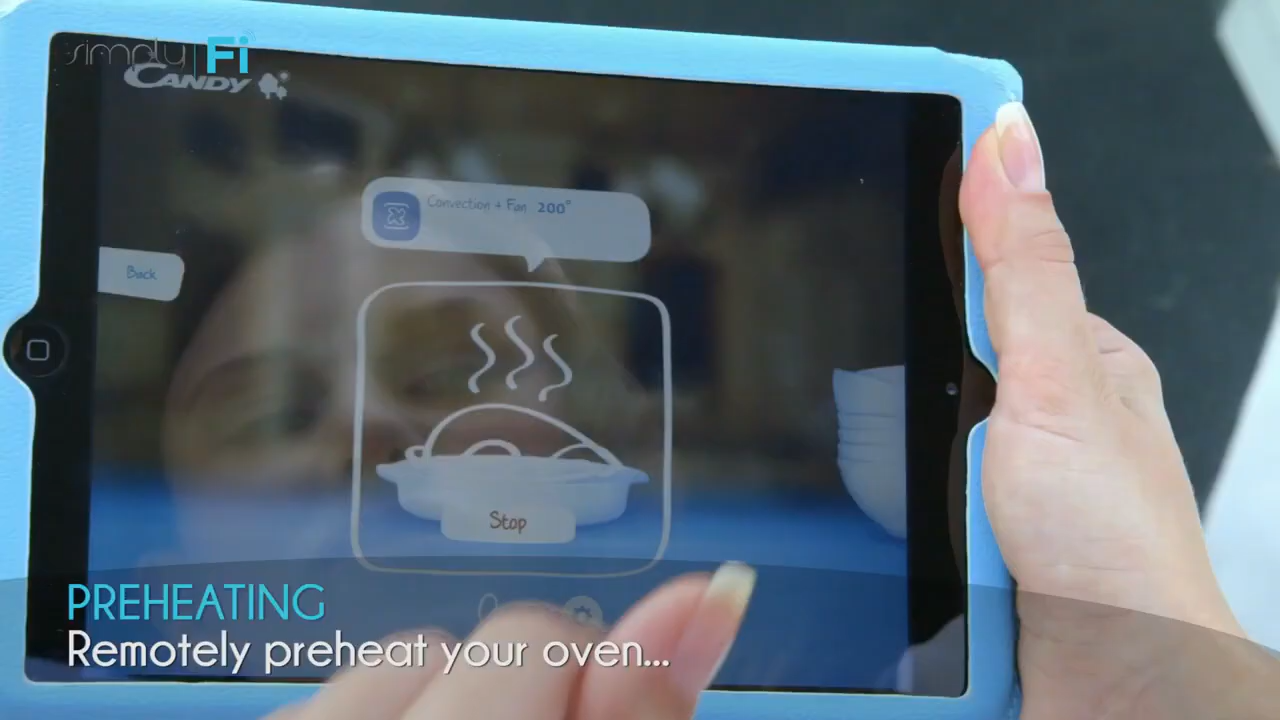 simply Fi
CANDY
Convection + Fan 200°
Back
Stop
PREHEATING
Remotely preheat your oven...